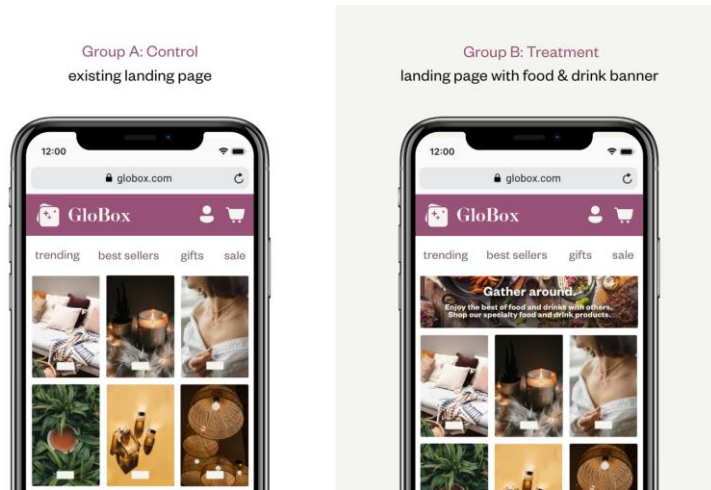 Group A: Control
existing landing page
12:00
globox.com
GloBox
trending best sellers gifts sale
Group B: Treatment
landing page with food & drink banner
12:00
globox.com
GloBox
trending best sellers gifts sale
Gather around.
Enjoy the best of food and drinks with others.
Shop our specialty food and drink products.